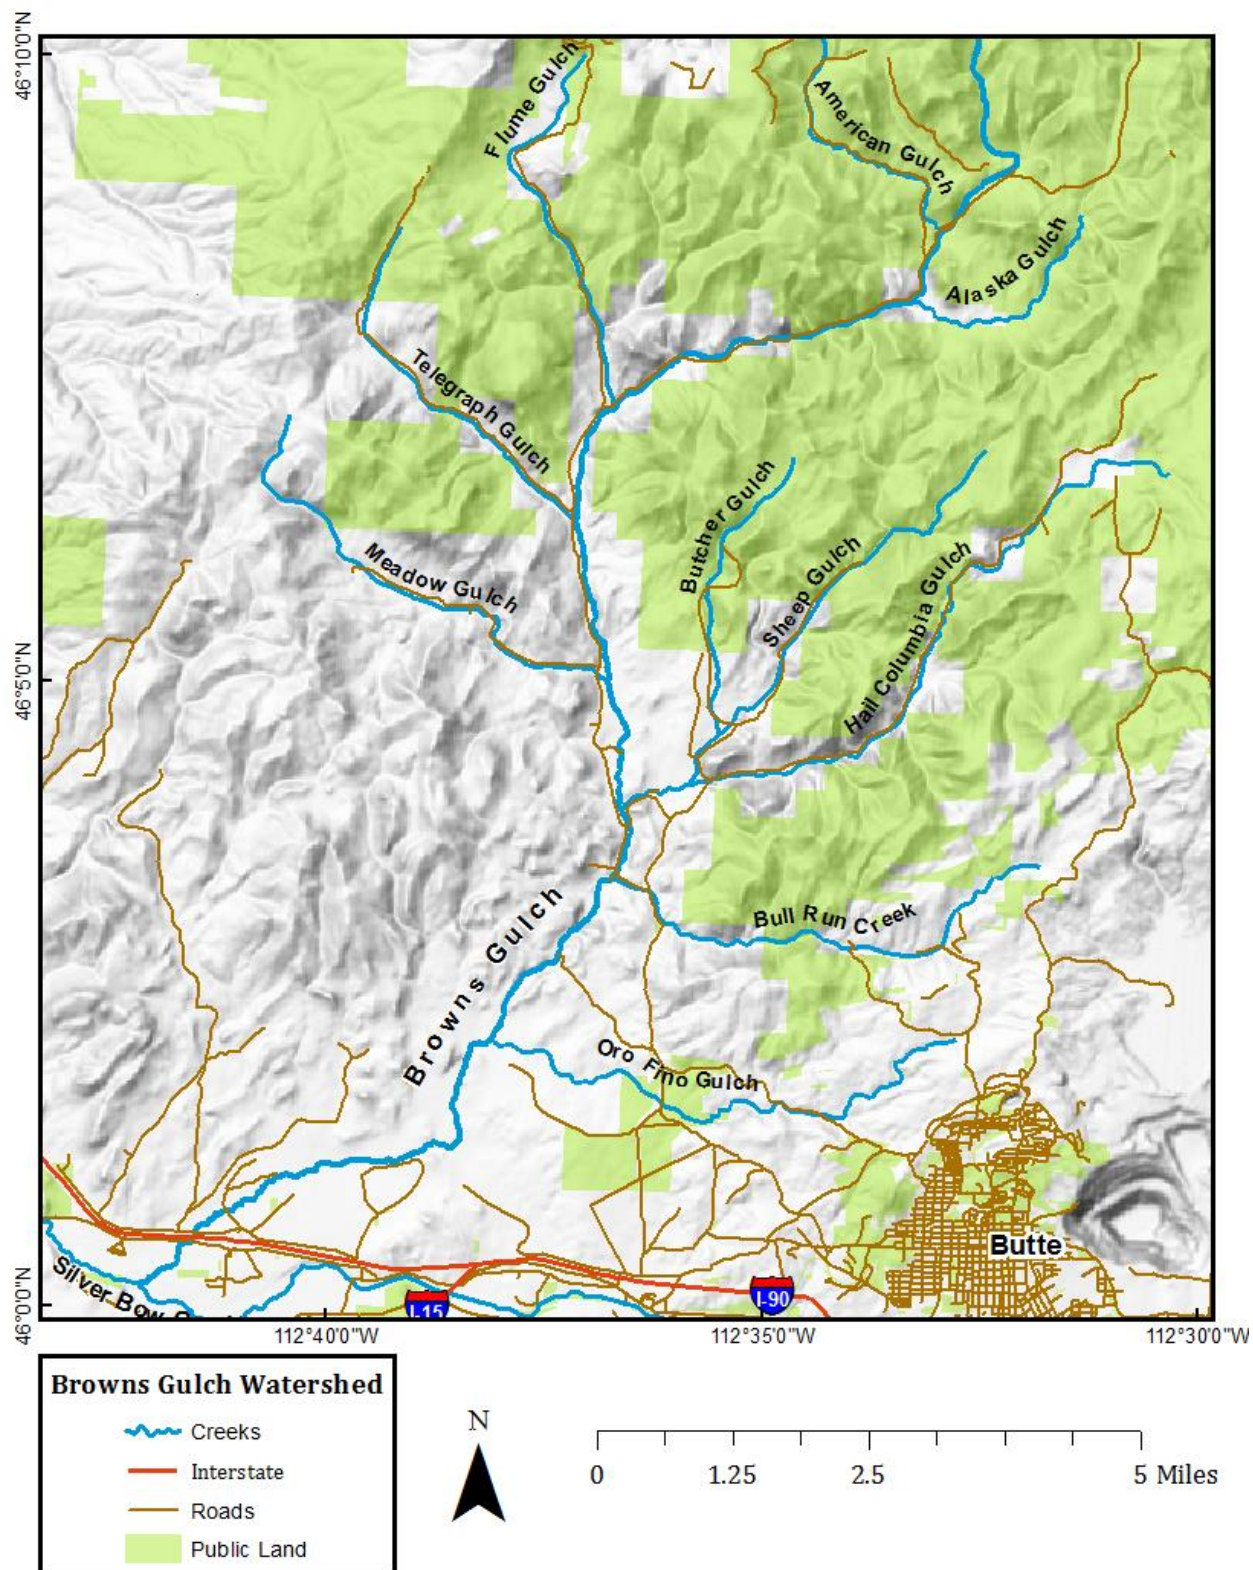 46°10'0"N
Flume Gulch
American Gulch
Alaska Gulch
Telegraph Gulch
Butcher Gulch
Meadow Gulch
Sheep Gulch
Hail Columbia Gulch
46°5'0"N
Bull Run Creek
Browns Gulch
Oro Fino Gulch
Butte
Silver Bow C
I-15
I-90
46°0'0"N
112°40'0"W
112°35'0"W
112°30'0"W
Browns Gulch Watershed
Creeks
Interstate
Roads
Public Land
N
0
1.25
2.5
5 Miles